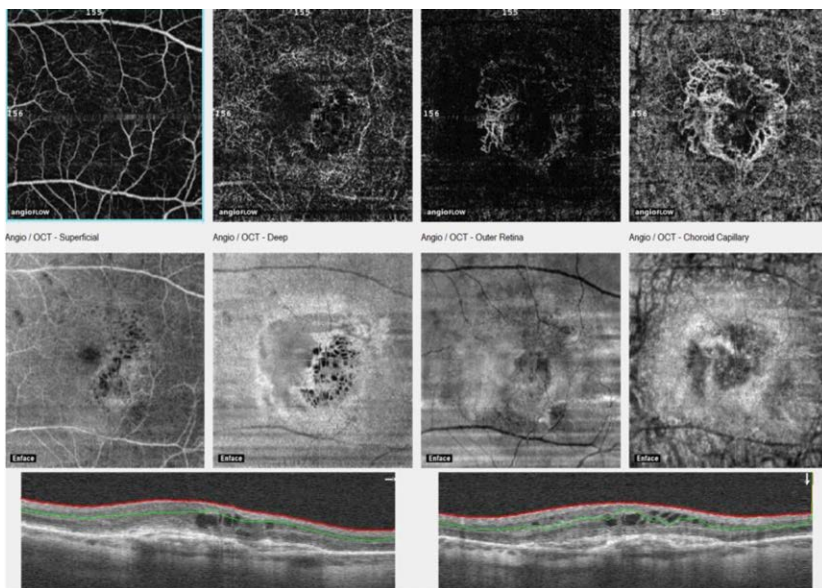 155
155
155
155
156
156
156
156
angioFLOW
angioFLOW
angioFLOW
angioFLOW
Angio / OCT - Superficial
Angio / OCT - Deep
Angio / OCT - Outer Retina
Angio / OCT - Choroid Capillary
Enface
Enface
Enface
Enface